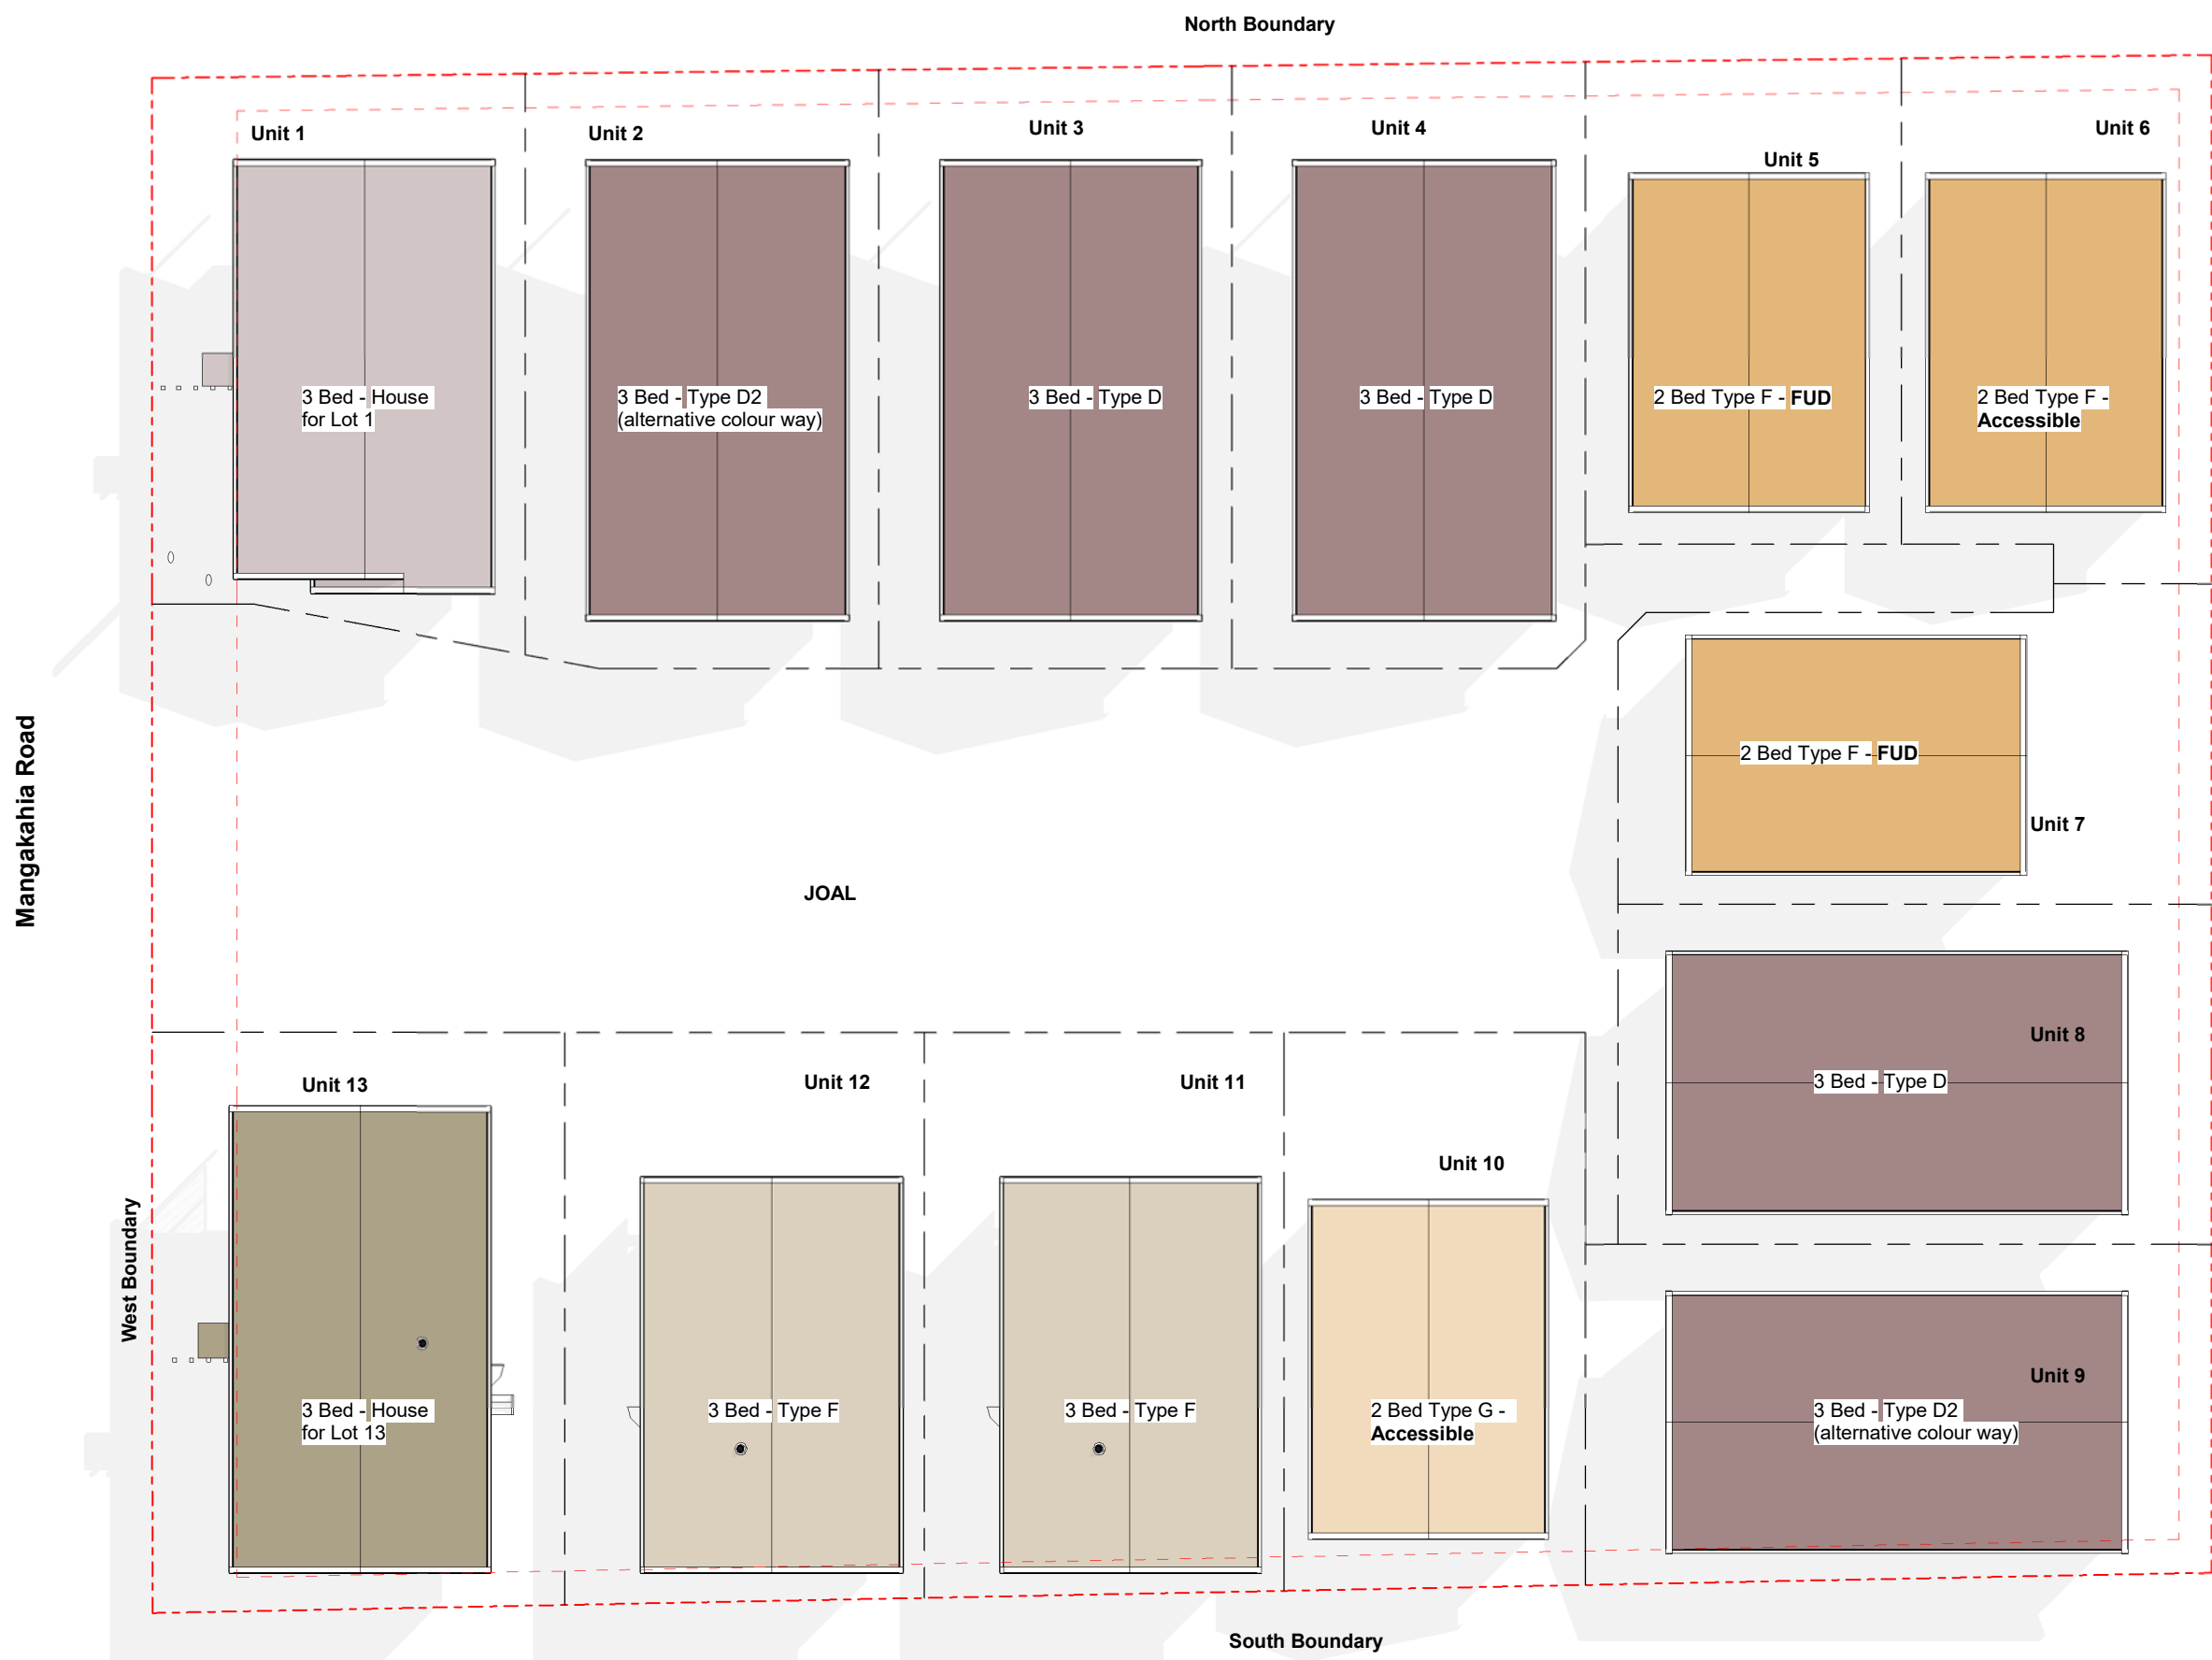 North Boundary
Unit 1
Unit 2
Unit 3
Unit 4
Unit 5
Unit 6
3 Bed - House
for Lot 1
3 Bed - Type D2
(alternative colour way)
3 Bed - Type D
3 Bed - Type D
2 Bed Type F - FUD
2 Bed Type F -
Accessible
2 Bed Type F - FUD
Unit 7
Mangakahia Road
JOAL
Unit 8
3 Bed - Type D
Unit 13
Unit 12
Unit 11
Unit 10
West Boundary
Unit 9
3 Bed - House
for Lot 13
3 Bed - Type F
3 Bed - Type F
2 Bed Type G -
Accessible
3 Bed - Type D2
(alternative colour way)
South Boundary